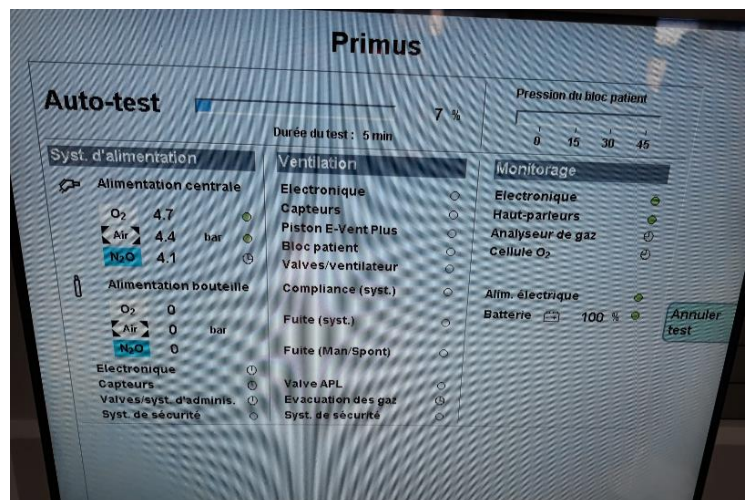 Primus
Auto-test
7 %
Durée du test : 5 min
Pression du bloc patient
0 15 30 45
Syst. d'alimentation
Alimentation centrale
O2 4.7
Air 4.4 bar
N2O 4.1
Alimentation bouteille
O2 0
Air 0 bar
N2O 0
Electronique
Capteurs
Valves/syst. d'adminis.
Syst. de sécurité
Ventilation
Electronique
Capteurs
Piston E-Vent Plus
Bloc patient
Valves/ventilateur
Compliance (syst.)
Fuite (syst.)
Fuite (Man/Spont)
Valve APL
Evacuation des gaz
Syst. de sécurité
Monitorage
Electronique
Haut-parleurs
Analyseur de gaz
Cellule O2
Alim. électrique
Batterie 100 %
Annuler
test